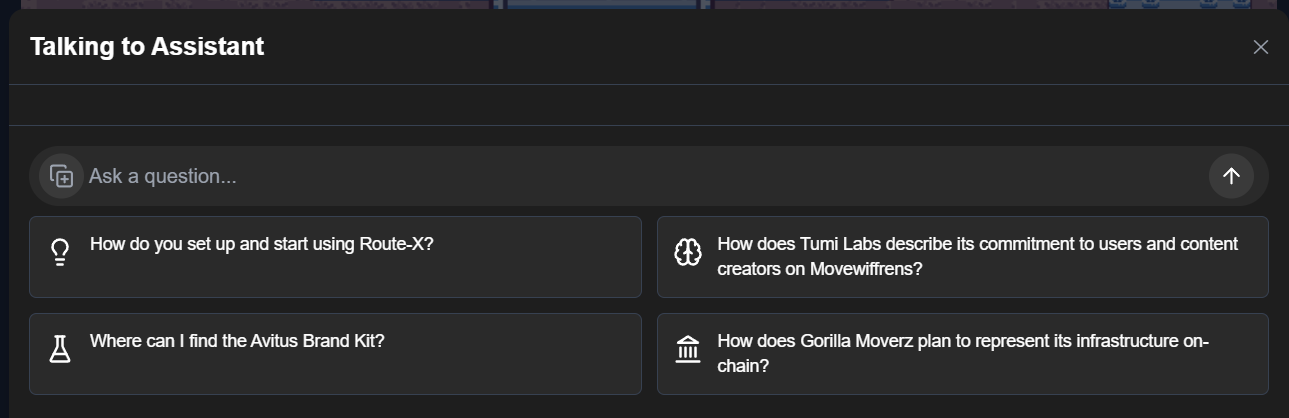 Talking to Assistant
Ask a question...
How do you set up and start using Route-X?
How does Tumi Labs describe its commitment to users and content
creators on Movewiffrens?
Where can I find the Avitus Brand Kit?
How does Gorilla Moverz plan to represent its infrastructure on-
chain?